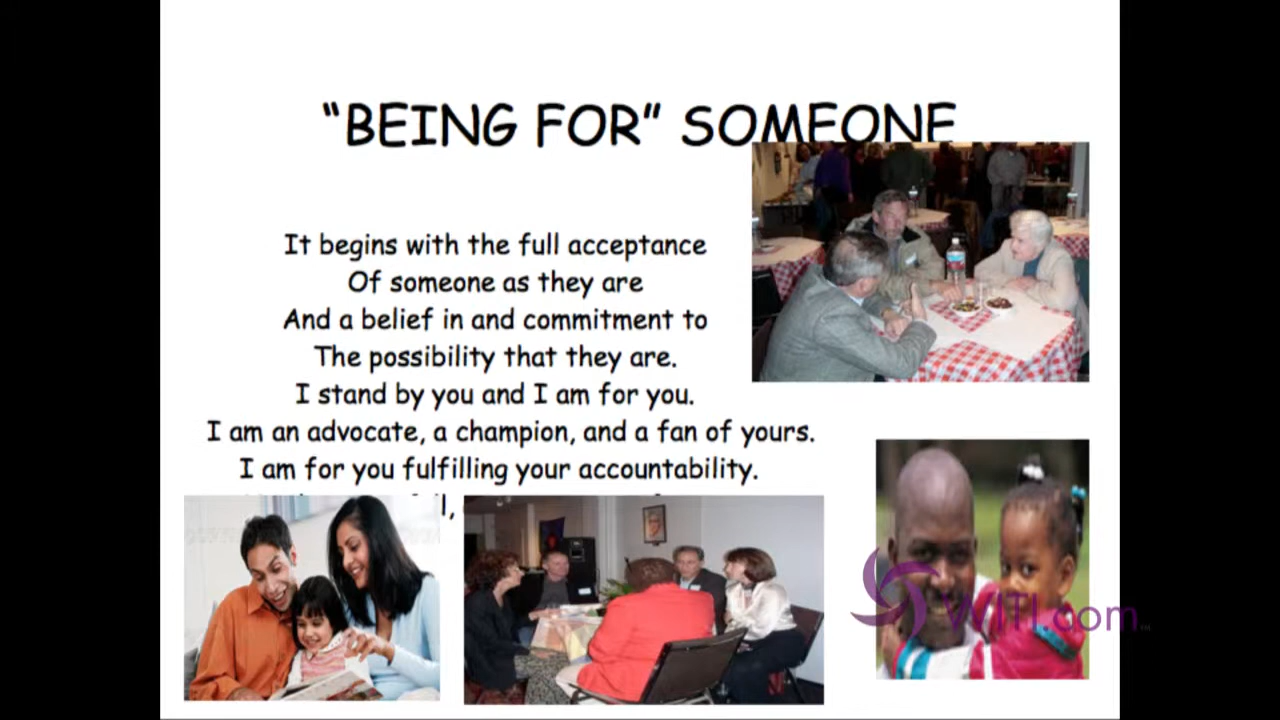 “BEING FOR” SOMEONE
It begins with the full acceptance
Of someone as they are
And a belief in and commitment to
The possibility that they are.
I stand by you and I am for you.
I am an advocate, a champion, and a fan of yours.
I am for you fulfilling your accountability.
WITI.com